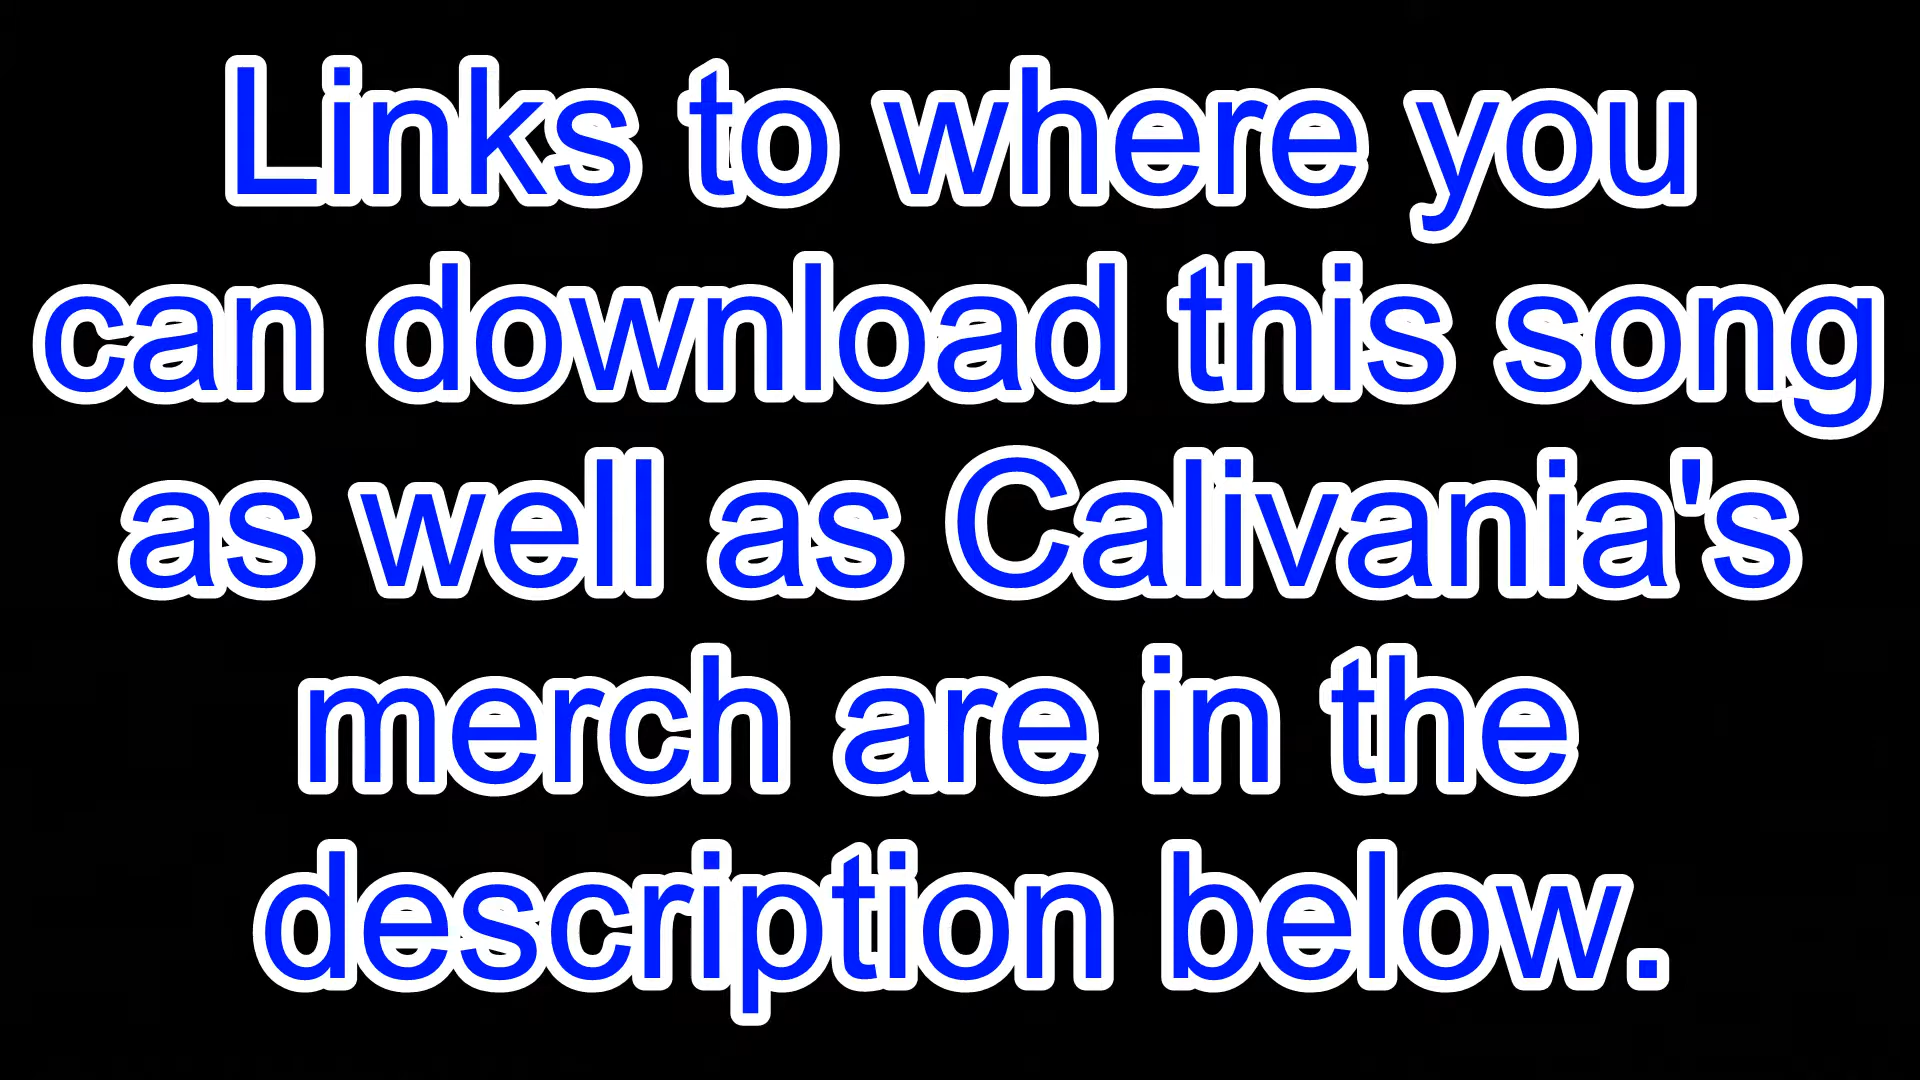 Links to where you
can download this song
as well as Calivania's
merch are in the
description below.